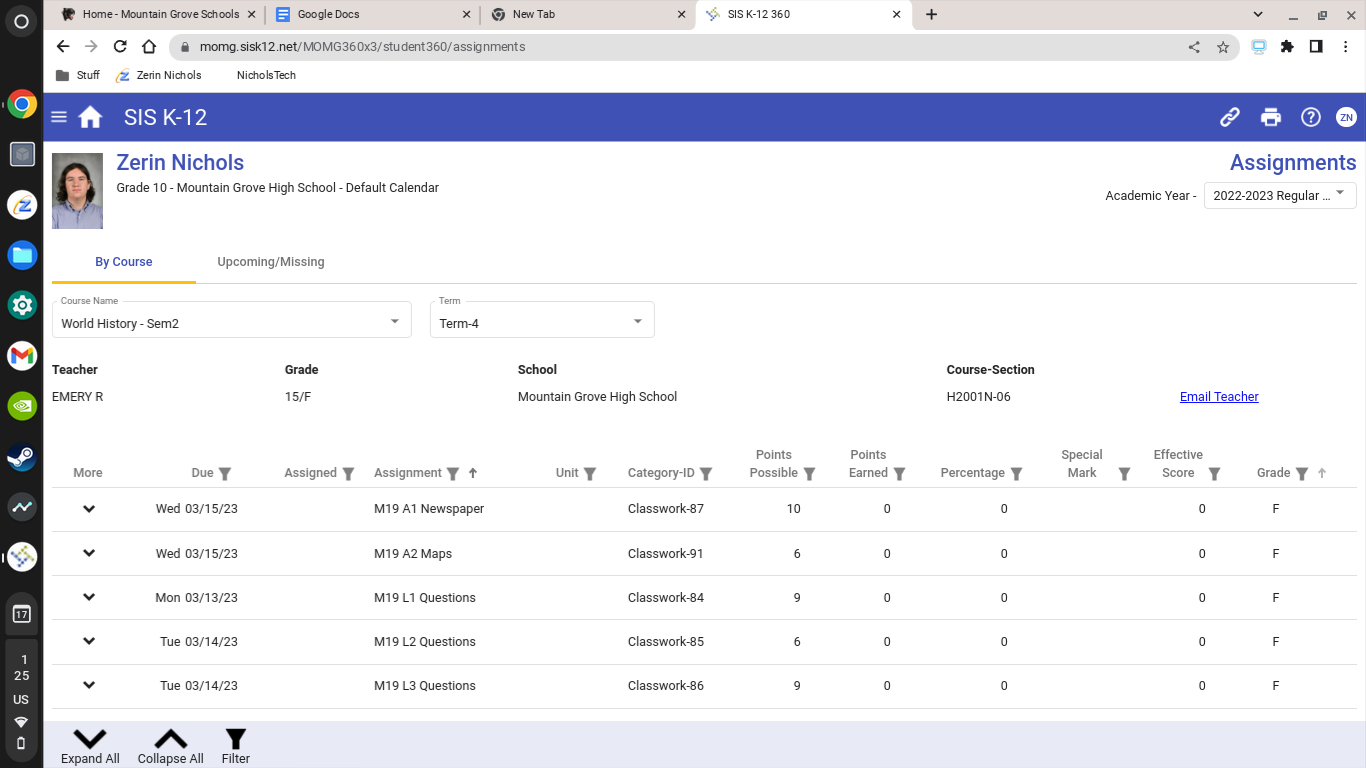 Home - Mountain Grove Schools
Google Docs
New Tab
SIS K-12 360
momg.sisk12.net/MOMG360x3/student360/assignments
Stuff
Zerin Nichols
NicholsTech
SIS K-12
ZN
Zerin Nichols
Assignments
Grade 10 - Mountain Grove High School - Default Calendar
Academic Year - 2022-2023 Regular ...
By Course
Upcoming/Missing
Course Name
Term
World History - Sem2
Term-4
Teacher Grade School Course-Section
EMERY R 15/F Mountain Grove High School H2001N-06 Email Teacher
More Due Assigned Assignment Unit Category-ID Points Possible Points Earned Percentage Special Mark Effective Score Grade
Wed 03/15/23 M19 A1 Newspaper Classwork-87 10 0 0 0 F
Wed 03/15/23 M19 A2 Maps Classwork-91 6 0 0 0 F
Mon 03/13/23 M19 L1 Questions Classwork-84 9 0 0 0 F
Tue 03/14/23 M19 L2 Questions Classwork-85 6 0 0 0 F
Tue 03/14/23 M19 L3 Questions Classwork-86 9 0 0 0 F
Expand All
Collapse All
Filter
17
1
25
US